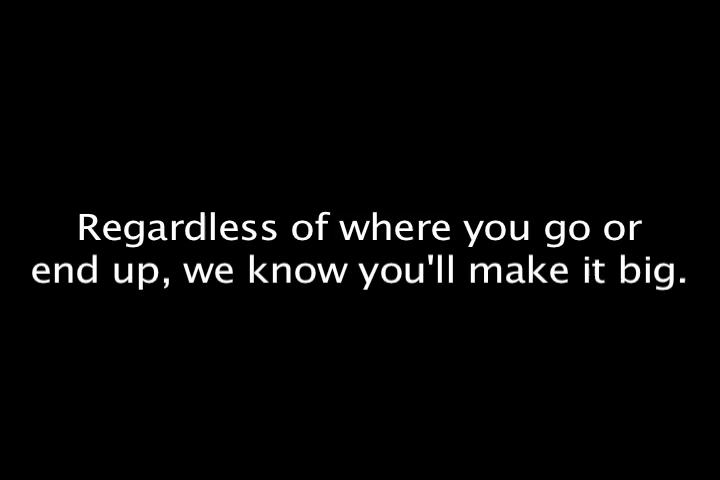 Regardless of where you go or
end up, we know you'll make it big.